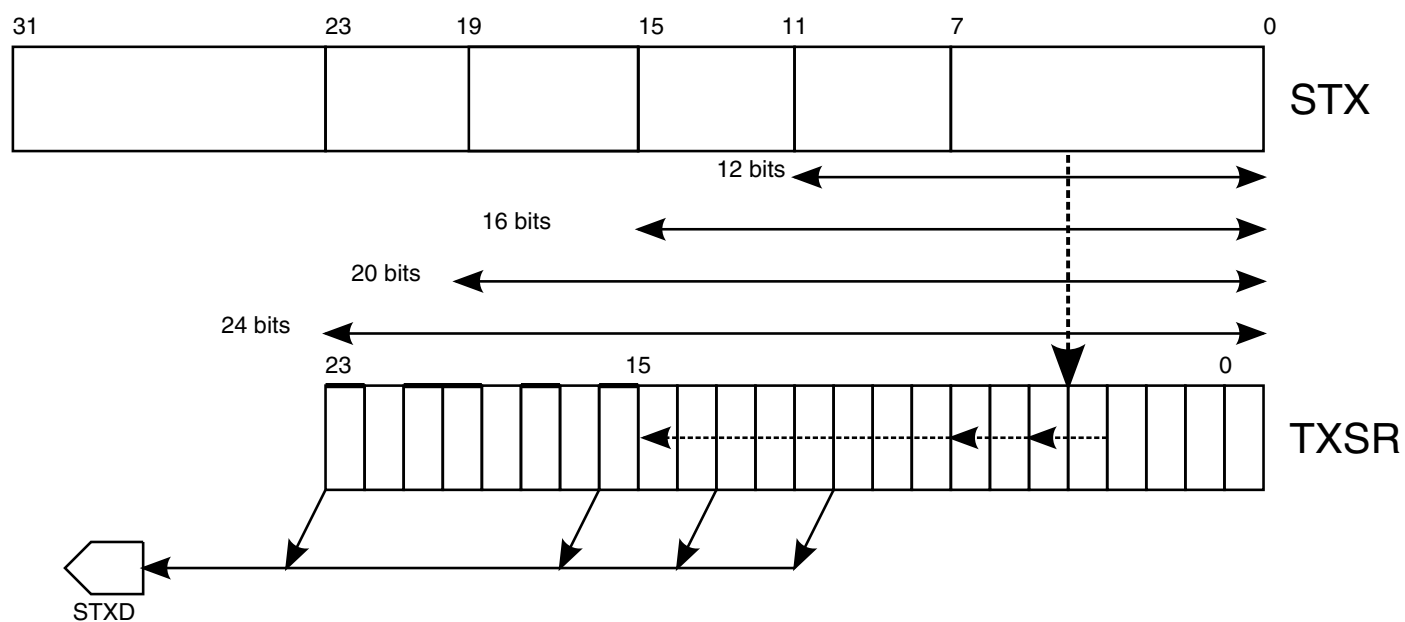 31 23 19 15 11 7 0
STX
12 bits
16 bits
20 bits
24 bits
23 15 0
TXSR
STXD